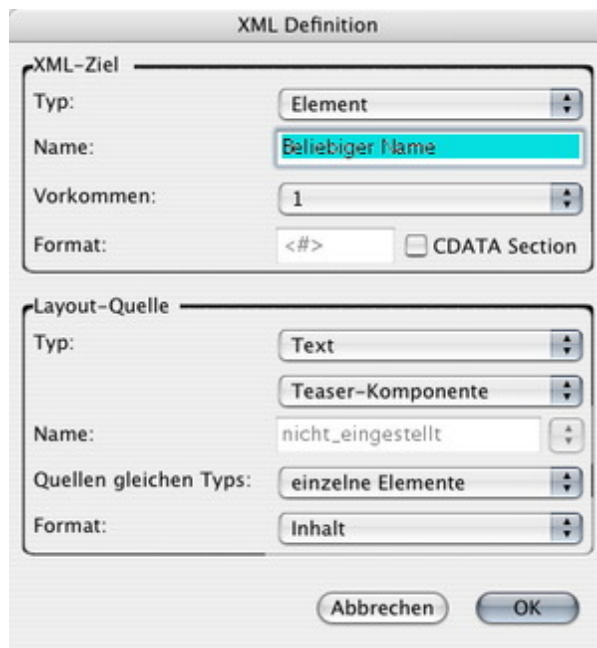 XML Definition
XML-Ziel
Typ: Element
Name: Beliebiger Name
Vorkommen: 1
Format: <#> CDATA Section
Layout-Quelle
Typ: Text
Teaser-Komponente
Name: nicht_eingestellt
Quellen gleichen Typs: einzelne Elemente
Format: Inhalt
Abbrechen OK